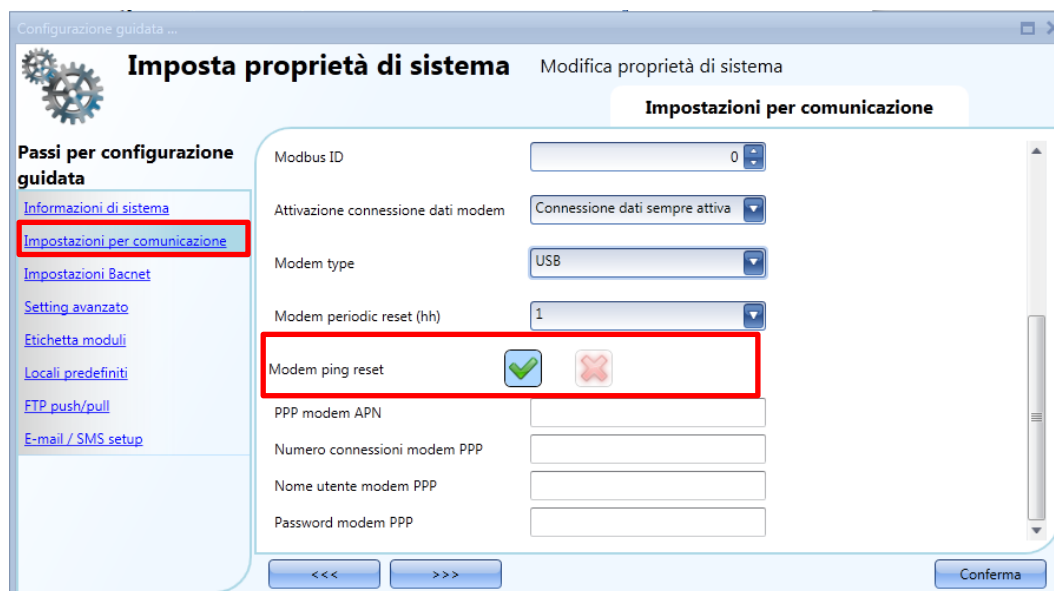 Configurazione guidata ...
Imposta proprietà di sistema
Modifica proprietà di sistema
Impostazioni per comunicazione
Passi per configurazione
guidata
Informazioni di sistema
Impostazioni per comunicazione
Impostazioni Bacnet
Setting avanzato
Etichetta moduli
Locali predefiniti
FTP push/pull
E-mail / SMS setup
Modbus ID 0
Attivazione connessione dati modem Connessione dati sempre attiva
Modem type USB
Modem periodic reset (hh) 1
Modem ping reset
PPP modem APN
Numero connessioni modem PPP
Nome utente modem PPP
Password modem PPP
<<< >>> Conferma